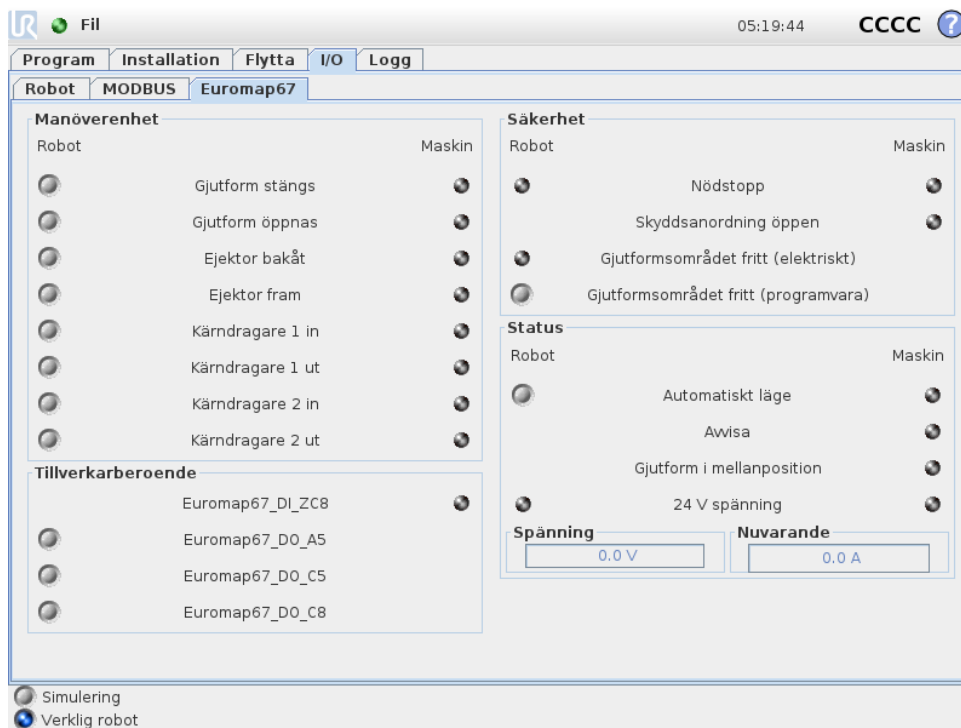 UR Fil 05:19:44 CCCC ?
Program Installation Flytta I/O Logg
Robot MODBUS Euromap67
Manöverenhet
Robot Maskin
Gjutform stängs
Gjutform öppnas
Ejektor bakåt
Ejektor fram
Kärndragare 1 in
Kärndragare 1 ut
Kärndragare 2 in
Kärndragare 2 ut
Tillverkarberoende
Euromap67_DI_ZC8
Euromap67_DO_A5
Euromap67_DO_C5
Euromap67_DO_C8
Säkerhet
Robot Maskin
Nödstopp
Skyddsanordning öppen
Gjutformsområdet fritt (elektriskt)
Gjutformsområdet fritt (programvara)
Status
Robot Maskin
Automatiskt läge
Avvisa
Gjutform i mellanposition
24 V spänning
Spänning Nuvarande
0.0 V 0.0 A
Simulering
Verklig robot